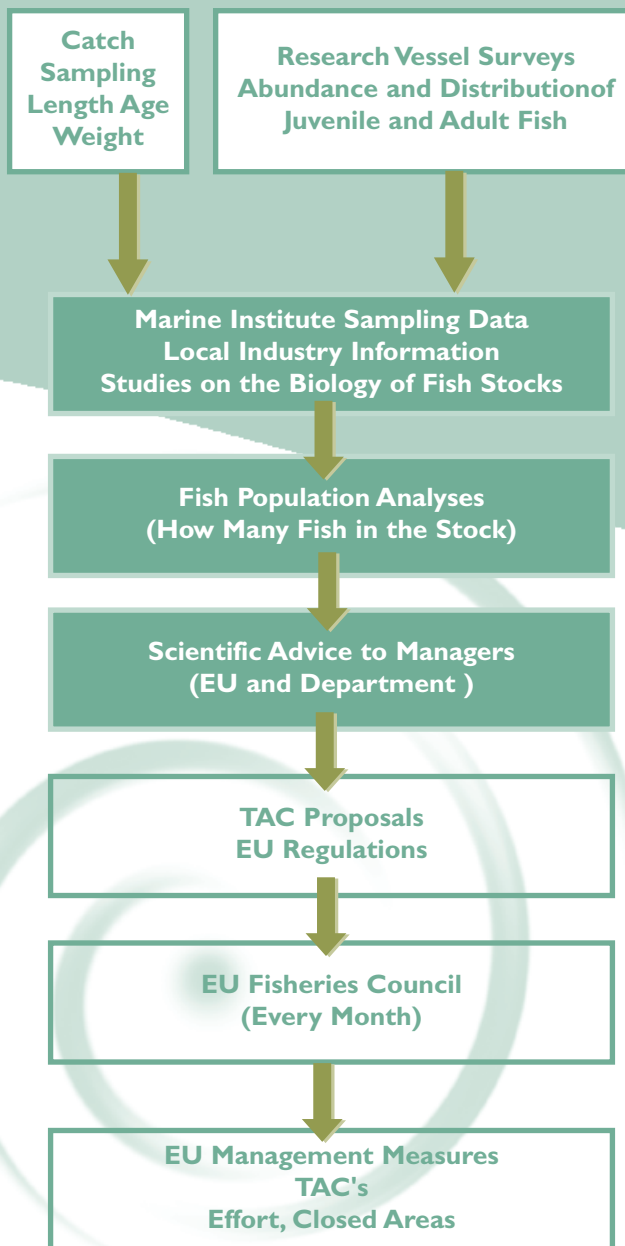 Catch
Sampling
Length Age
Weight
Research Vessel Surveys
Abundance and Distributionof
Juvenile and Adult Fish
Marine Institute Sampling Data
Local Industry Information
Studies on the Biology of Fish Stocks
Fish Population Analyses
(How Many Fish in the Stock)
Scientific Advice to Managers
(EU and Department )
TAC Proposals
EU Regulations
EU Fisheries Council
(Every Month)
EU Management Measures
TAC's
Effort, Closed Areas